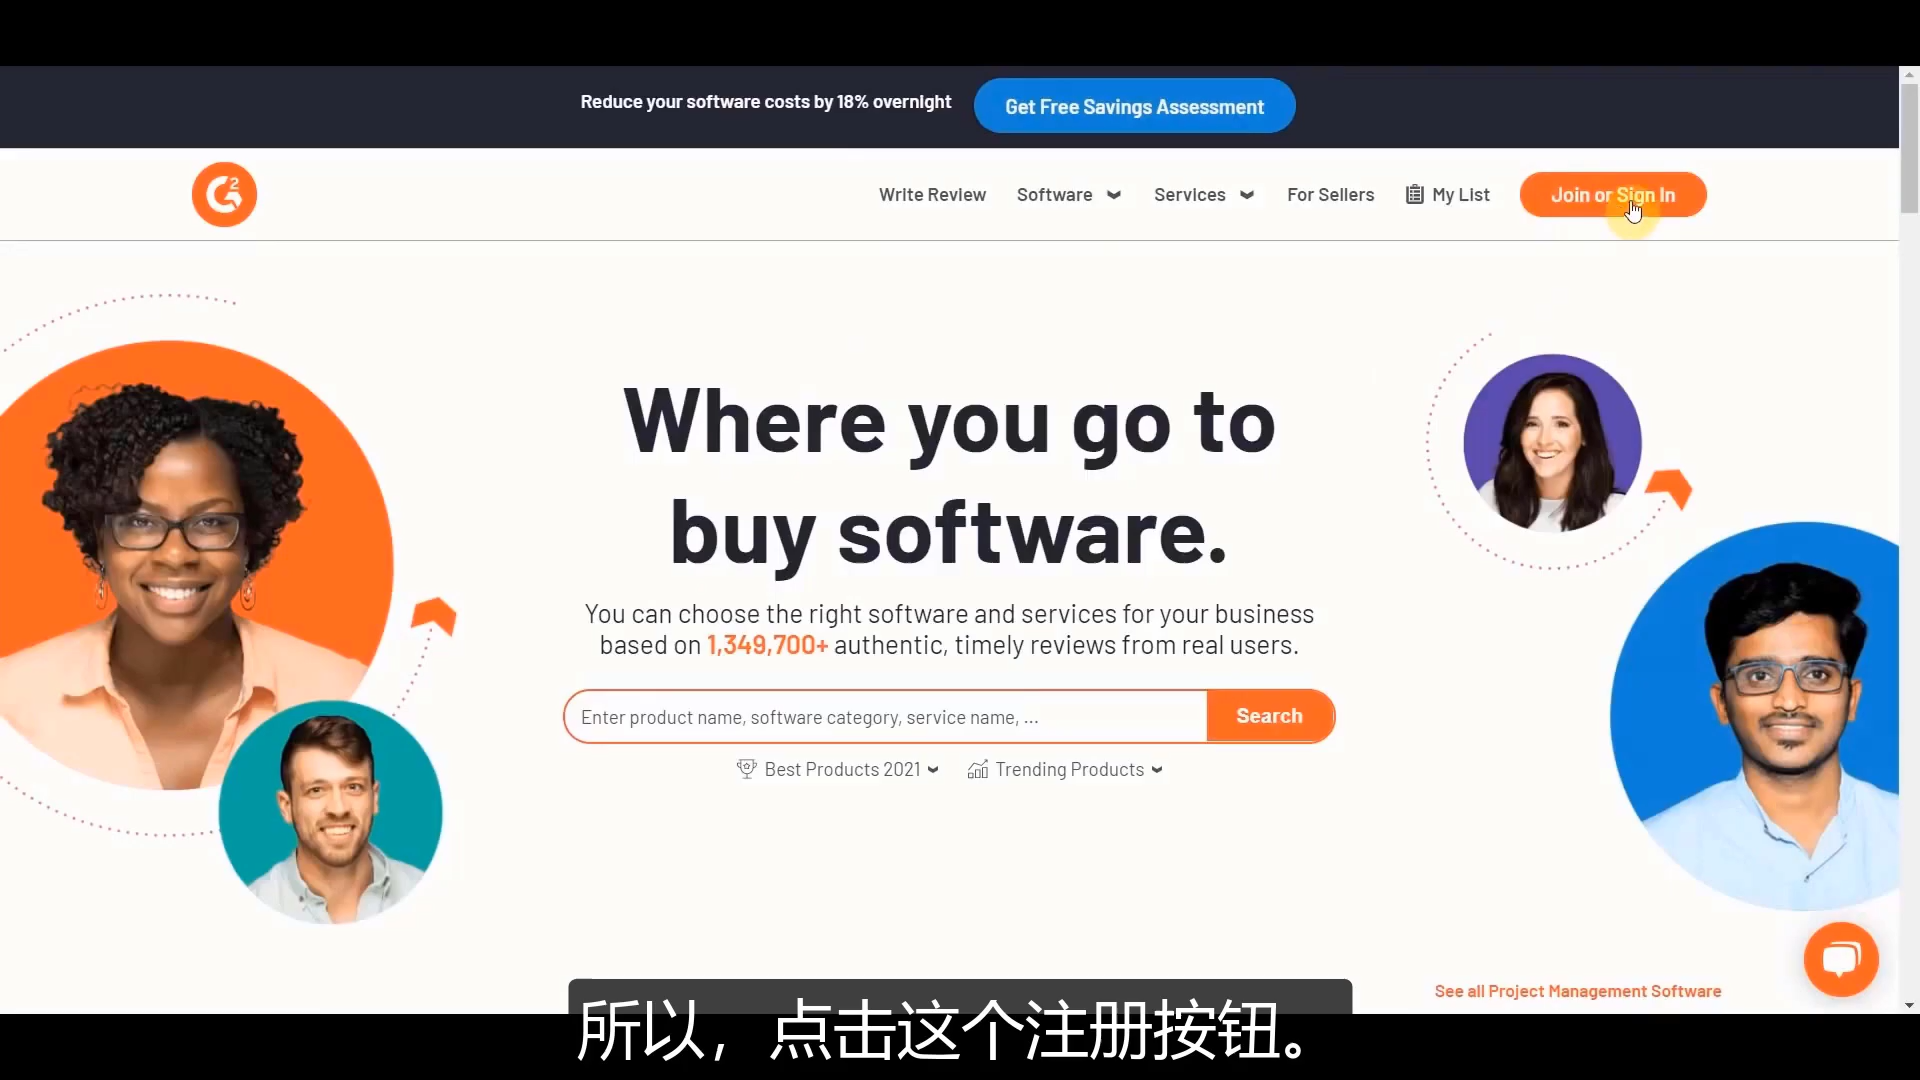 Reduce your software costs by 18% overnight
Get Free Savings Assessment
G2
Write Review
Software
Services
For Sellers
My List
Join or Sign In
Where you go to
buy software.
You can choose the right software and services for your business
based on 1,349,700+ authentic, timely reviews from real users.
Enter product name, software category, service name, ...
Search
Best Products 2021
Trending Products
See all Project Management Software
所以，点击这个注册按钮。